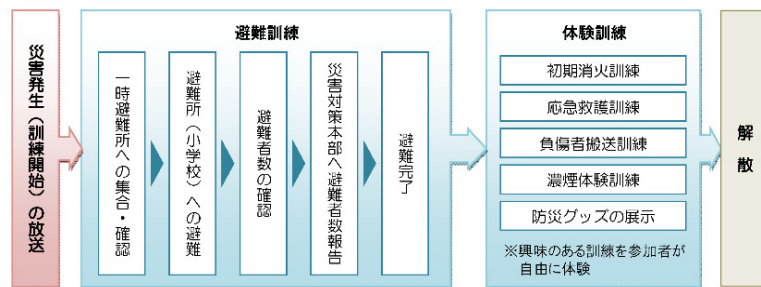 災害発生（訓練開始）の放送
避難訓練
一時避難所への集合・確認
避難所（小学校）への避難
避難者数の確認
災害対策本部へ避難者数報告
避難完了
体験訓練
初期消火訓練
応急救護訓練
負傷者搬送訓練
濃煙体験訓練
防災グッズの展示
※興味のある訓練を参加者が
自由に体験
解散